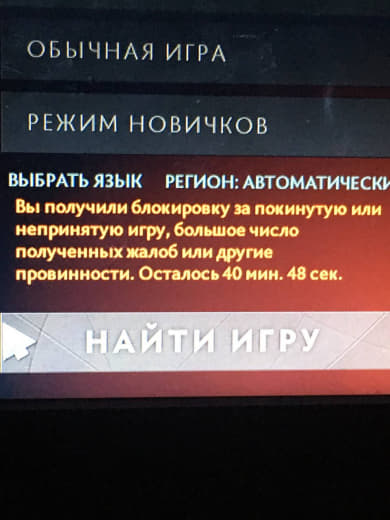 ОБЫЧНАЯ ИГРА
РЕЖИМ НОВИЧКОВ
ВЫБРАТЬ ЯЗЫК РЕГИОН: АВТОМАТИЧЕСКИ
Вы получили блокировку за покинутую или
непринятую игру, большое число
полученных жалоб или другие
провинности. Осталось 40 мин. 48 сек.
НАЙТИ ИГРУ